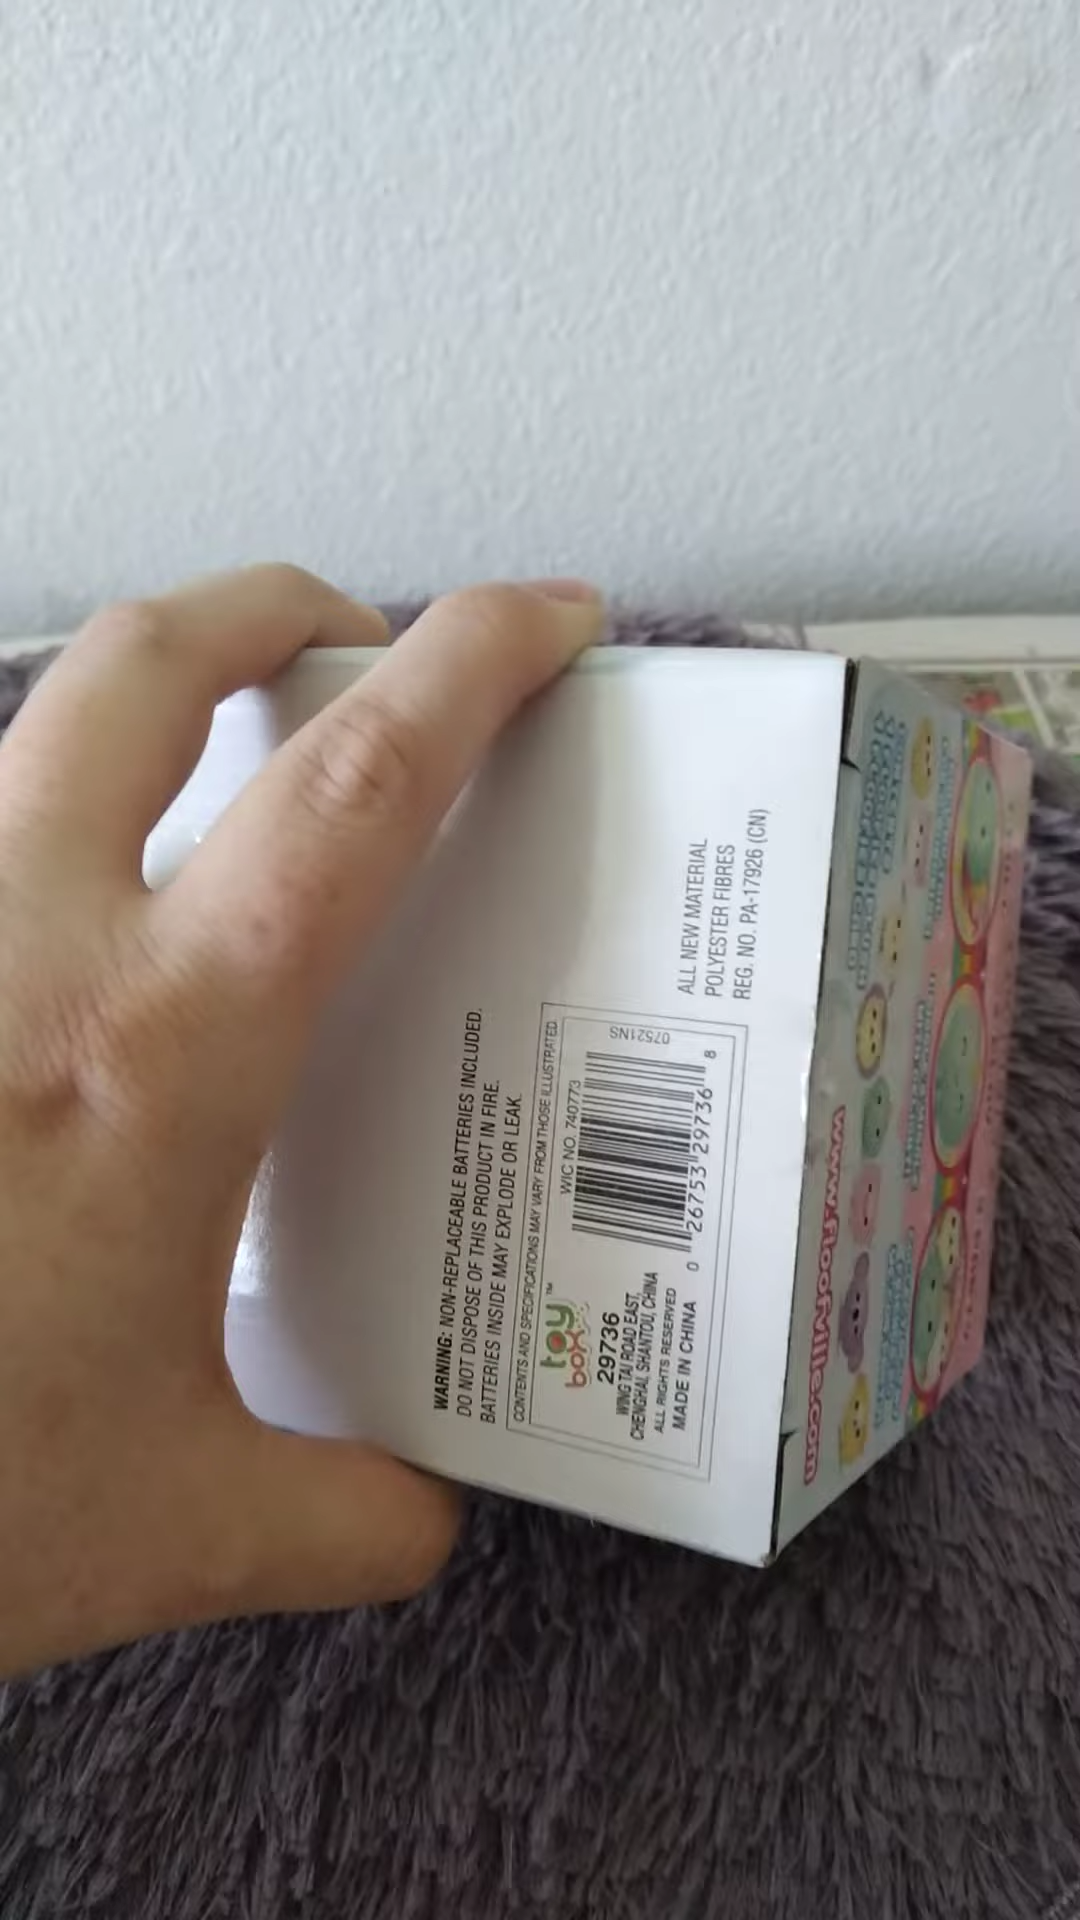 WARNING: NON-REPLACEABLE BATTERIES INCLUDED.
DO NOT DISPOSE OF THIS PRODUCT IN FIRE.
BATTERIES INSIDE MAY EXPLODE OR LEAK.
CONTENTS AND SPECIFICATIONS MAY VARY FROM THOSE ILLUSTRATED.
toy
box™
29736
WING TAI ROAD EAST,
CHENGHAI, SHANTOU, CHINA
ALL RIGHTS RESERVED
MADE IN CHINA
WIC NO. 740773
07521NS
0 26753 29736 8
ALL NEW MATERIAL
POLYESTER FIBRES
REG. NO. PA-17926 (CN)
www.floofyville.com